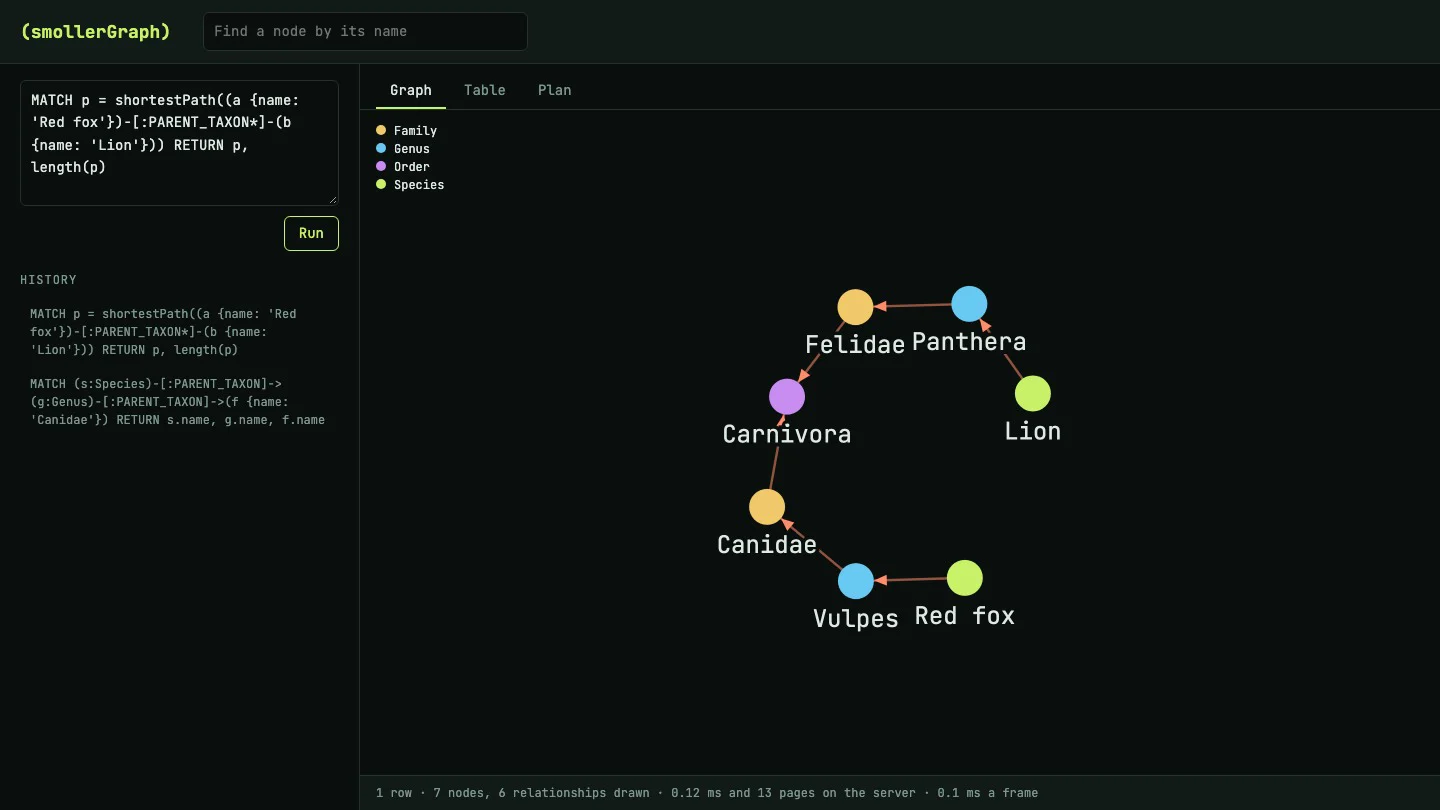 (smollerGraph)
Find a node by its name
MATCH p = shortestPath((a {name:
'Red fox'})-[:PARENT_TAXON*]-(b
{name: 'Lion'})) RETURN p,
length(p)
Run
HISTORY
MATCH p = shortestPath((a {name: 'Red
fox'})-[:PARENT_TAXON*]-(b {name:
'Lion'})) RETURN p, length(p)
MATCH (s:Species)-[:PARENT_TAXON]->
(g:Genus)-[:PARENT_TAXON]->(f {name:
'Canidae'}) RETURN s.name, g.name, f.name
Graph
Table
Plan
Family
Genus
Order
Species
Felidae
Panthera
Carnivora
Lion
Canidae
Vulpes
Red fox
1 row · 7 nodes, 6 relationships drawn · 0.12 ms and 13 pages on the server · 0.1 ms a frame